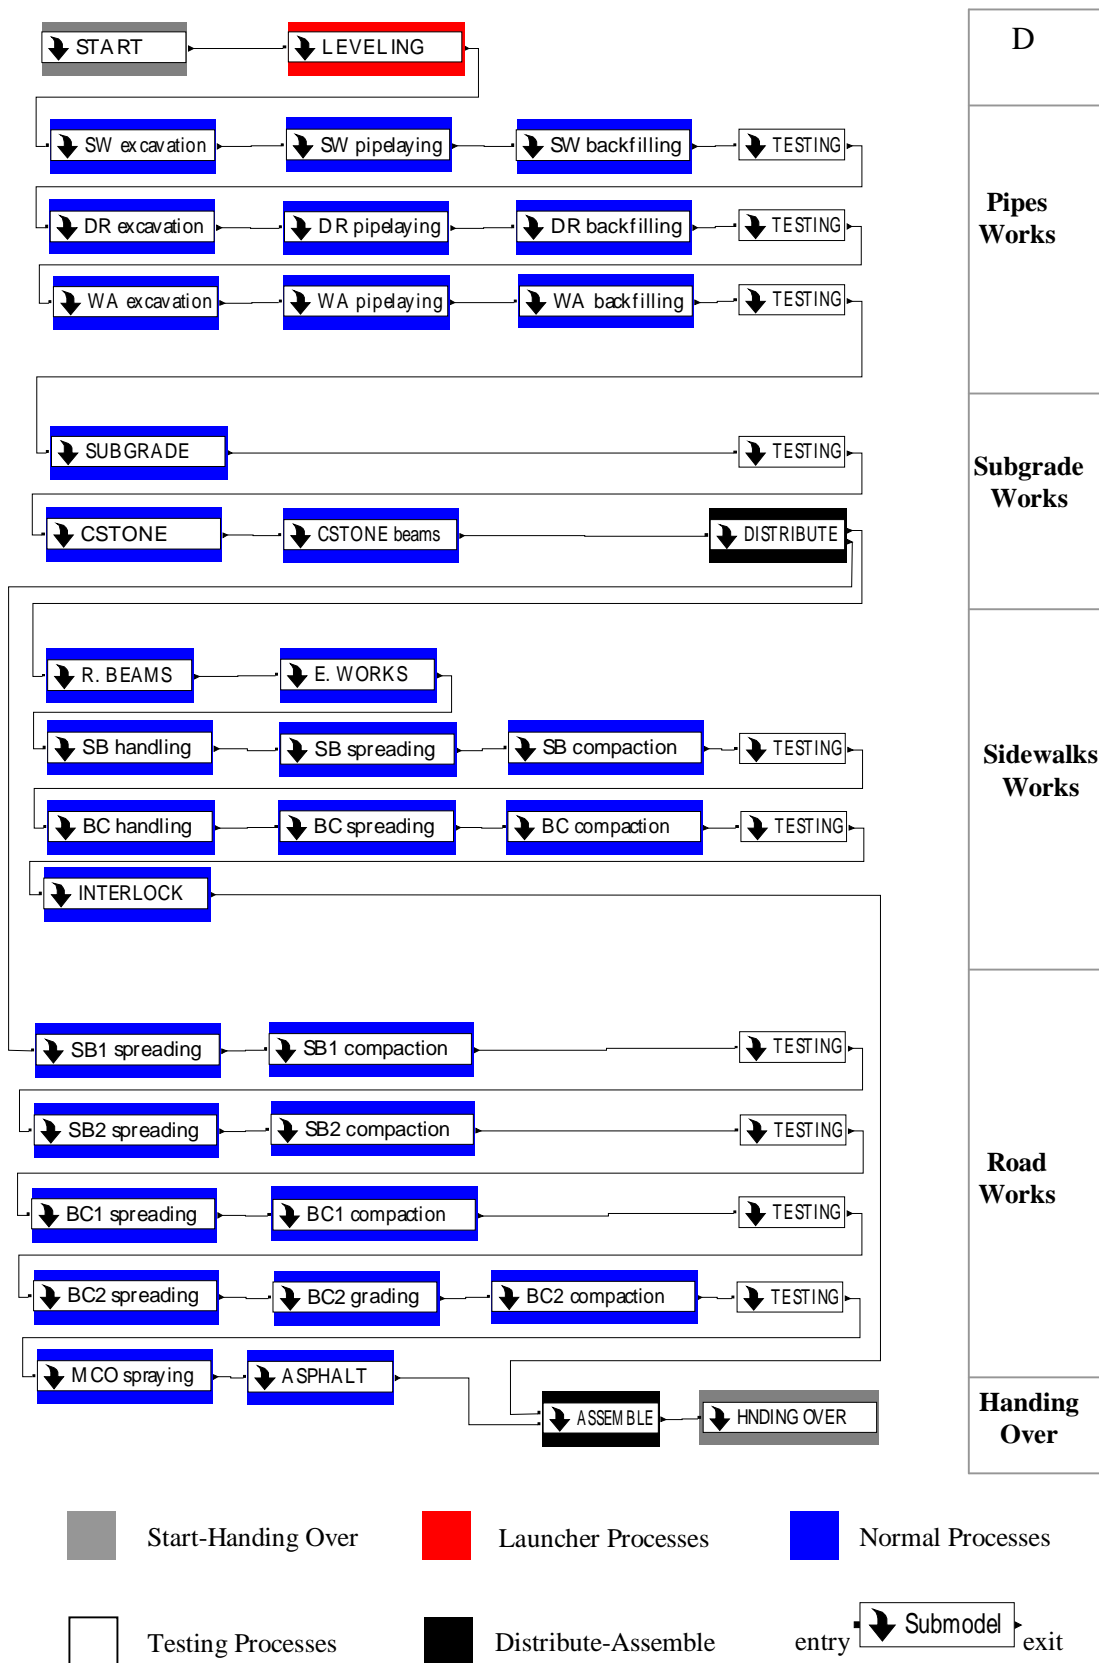 START
LEVELING
D
SW excavation
SW pipelaying
SW backfilling
TESTING
DR excavation
DR pipelaying
DR backfilling
TESTING
WA excavation
WA pipelaying
WA backfilling
TESTING
Pipes
Works
SUBGRADE
TESTING
CSTONE
CSTONE beams
DISTRIBUTE
Subgrade
Works
R. BEAMS
E. WORKS
SB handling
SB spreading
SB compaction
TESTING
BC handling
BC spreading
BC compaction
TESTING
INTERLOCK
Sidewalks
Works
SB1 spreading
SB1 compaction
TESTING
SB2 spreading
SB2 compaction
TESTING
BC1 spreading
BC1 compaction
TESTING
BC2 spreading
BC2 grading
BC2 compaction
TESTING
MCO spraying
ASPHALT
Road
Works
ASSEMBLE
HNDING OVER
Handing
Over
Start-Handing Over
Launcher Processes
Normal Processes
Testing Processes
Distribute-Assemble
entry
Submodel
exit